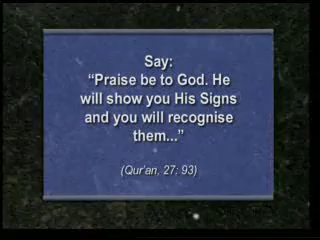 Say:
“Praise be to God. He
will show you His Signs
and you will recognise
them...”
(Qur'an, 27: 93)